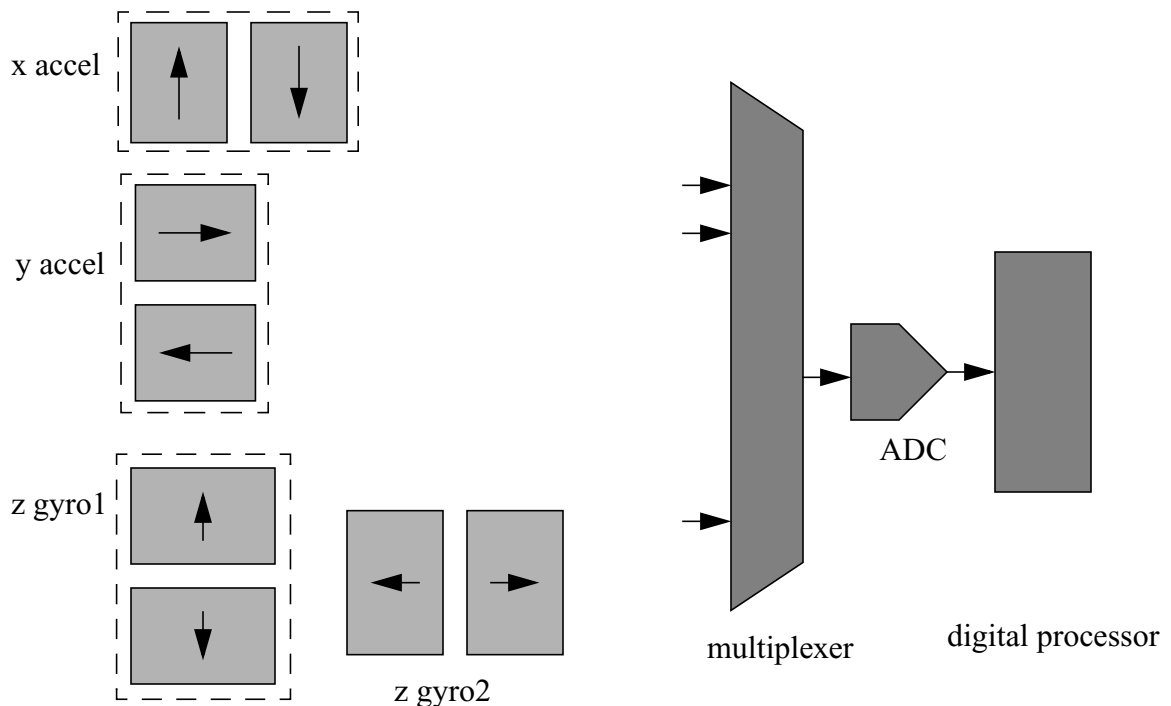 x accel
y accel
z gyro1
z gyro2
multiplexer
ADC
digital processor